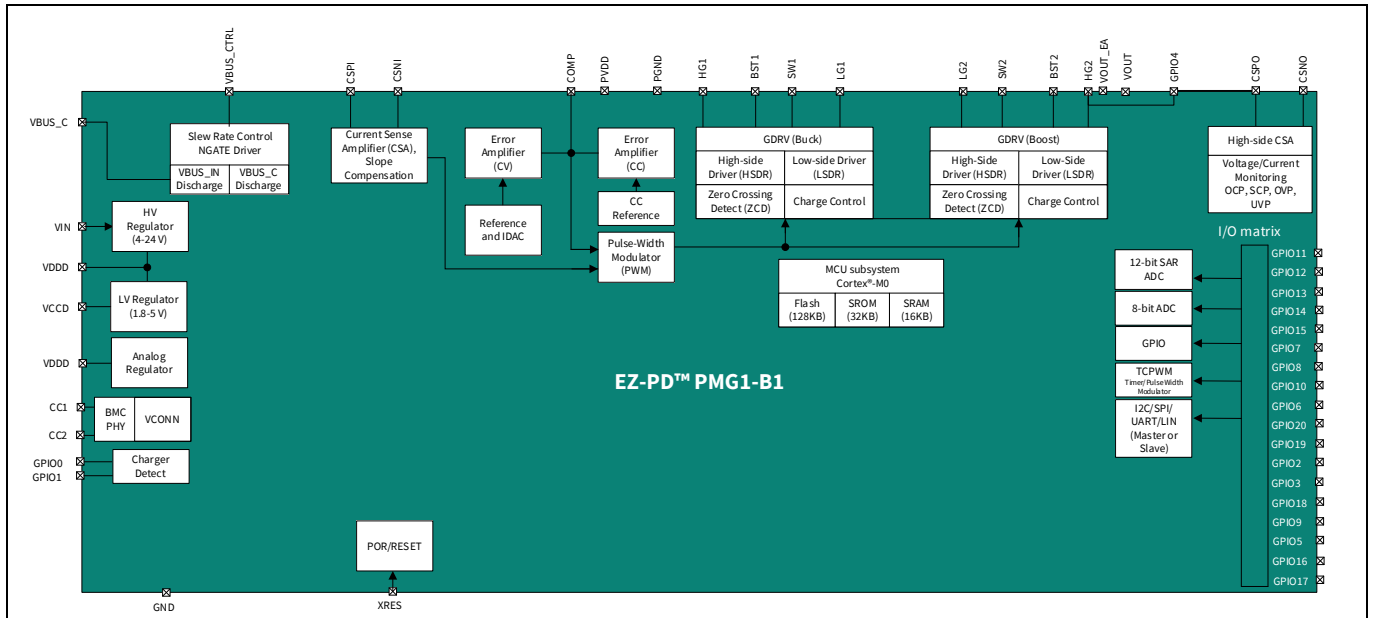 VBUS_CTRL
CSPI
CSNI
COMP
PVDD
PGND
HG1
BST1
SW1
LG1
LG2
SW2
BST2
HG2
VOUT_EA
VOUT
GPIO4
CSPO
CSNO
VBUS_C
VIN
VDDD
VCCD
VDDD
CC1
CC2
GPIO0
GPIO1
Slew Rate Control
NGATE Driver
VBUS_IN
Discharge
VBUS_C
Discharge
HV
Regulator
(4-24 V)
LV Regulator
(1.8-5 V)
Analog
Regulator
BMC
PHY
VCONN
Charger
Detect
Current Sense
Amplifier (CSA),
Slope
Compensation
Error
Amplifier
(CV)
Reference
and IDAC
Error
Amplifier
(CC)
CC
Reference
Pulse-Width
Modulator
(PWM)
GDRV (Buck)
High-side
Driver (HSDR)
Low-side Driver
(LSDR)
Zero Crossing
Detect (ZCD)
Charge Control
GDRV (Boost)
High-Side
Driver (HSDR)
Low-Side
Driver (LSDR)
Zero Crossing
Detect (ZCD)
Charge Control
MCU subsystem
Cortex®-M0
Flash
(128KB)
SROM
(32KB)
SRAM
(16KB)
High-side CSA
Voltage/Current
Monitoring
OCP, SCP, OVP,
UVP
I/O matrix
12-bit SAR
ADC
8-bit ADC
GPIO
TCPWM
Timer/PulseWidth
Modulator
I2C/SPI/
UART/LIN
(Master or
Slave)
GPIO11
GPIO12
GPIO13
GPIO14
GPIO15
GPIO7
GPIO8
GPIO10
GPIO6
GPIO20
GPIO19
GPIO2
GPIO3
GPIO18
GPIO9
GPIO5
GPIO16
GPIO17
EZ-PD™ PMG1-B1
POR/RESET
GND
XRES